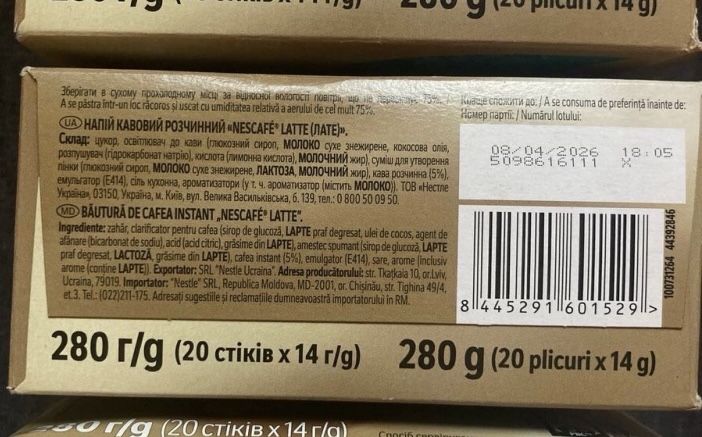 280 g (20 plicuri x 14 g)
Зберігати в сухому прохолодному місці за відносної вологості повітря, що не перевищує 75%.
A se păstra într-un loc răcoros și uscat cu umiditatea relativă a aerului de cel mult 75%.
UA НАПІЙ КАВОВИЙ РОЗЧИННИЙ «NESCAFÉ® LATTE (ЛАТЕ)».
Склад: цукор, освітлювач до кави (глюкозний сироп, МОЛОКО сухе знежирене, кокосова олія,
розпушувач (гідрокарбонат натрію), кислота (лимонна кислота), МОЛОЧНИЙ жир), суміш для утворення
пінки (глюкозний сироп, МОЛОКО сухе знежирене, ЛАКТОЗА, МОЛОЧНИЙ жир), кава розчинна (5%),
емульгатор (E414), сіль кухонна, ароматизатори (у т. ч. ароматизатор (містить МОЛОКО)). ТОВ «Нестле
Україна», 03150, Україна, м. Київ, вул. Велика Васильківська, б. 139, тел.: 0 800 50 09 50.
MD BĂUTURĂ DE CAFEA INSTANT „NESCAFÉ® LATTE”.
Ingrediente: zahăr, clarificator pentru cafea (sirop de glucoză, LAPTE praf degresat, ulei de cocos, agent de
afânare (bicarbonat de sodiu), acid (acid citric), grăsime din LAPTE), amestec spumant (sirop de glucoză, LAPTE
praf degresat, LACTOZĂ, grăsime din LAPTE), cafea instant (5%), emulgator (E414), sare, arome (inclusiv
arome (conține LAPTE)). Exportator: SRL "Nestle Ucraina". Adresa producătorului: str. Tkațkaia 10, or.Lviv,
Ucraina, 79019. Importator: "Nestle" SRL, Republica Moldova, MD-2001, or. Chișinău, str. Tighina 49/4,
et.3. Tel.: (022)211-175. Adresați sugestiile și reclamațiile dumneavoastră importatorului în RM.
Краще спожити до: / A se consuma de preferință înainte de:
Номер партії: / Numărul lotului:
08/04/2026 18:05
5098616111 X
8 445291 601529 >
100731264 44392846
280 г/g (20 стіків x 14 г/g) 280 g (20 plicuri x 14 g)
280 г/g (20 стіків x 14 г/g)